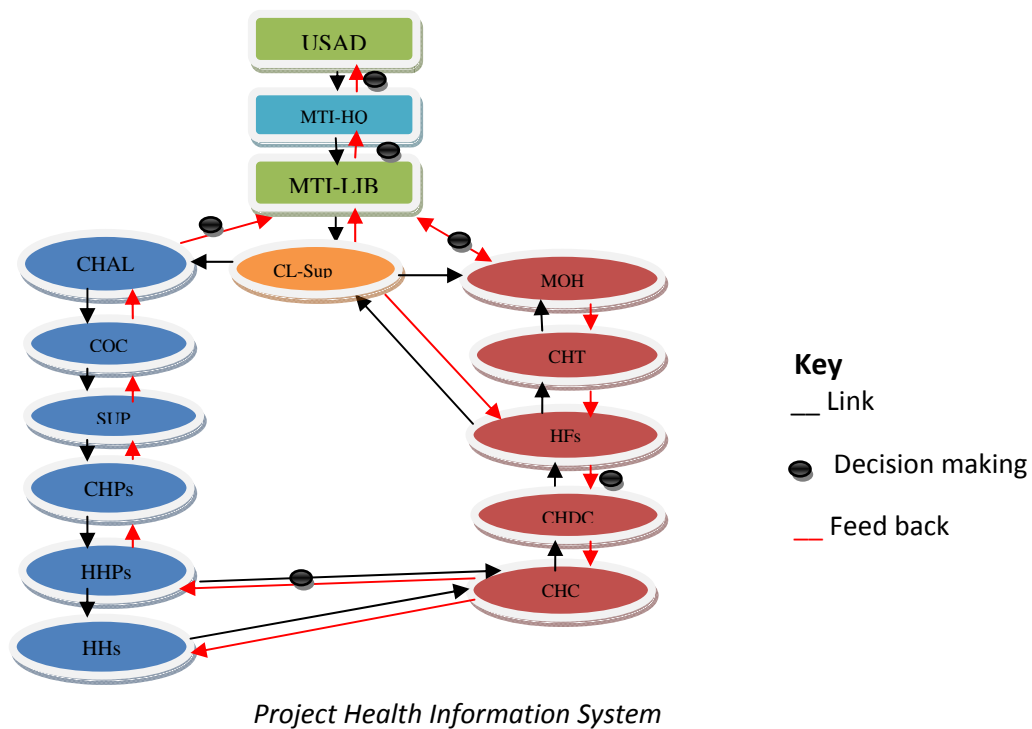 USAD
MTI-HQ
MTI-LIB
CHAL
CL-Sup
MOH
COC
CHT
SUP
HFs
CHPs
CHDC
HHPs
CHC
HHs
Key
__ Link
Decision making
__ Feed back
Project Health Information System